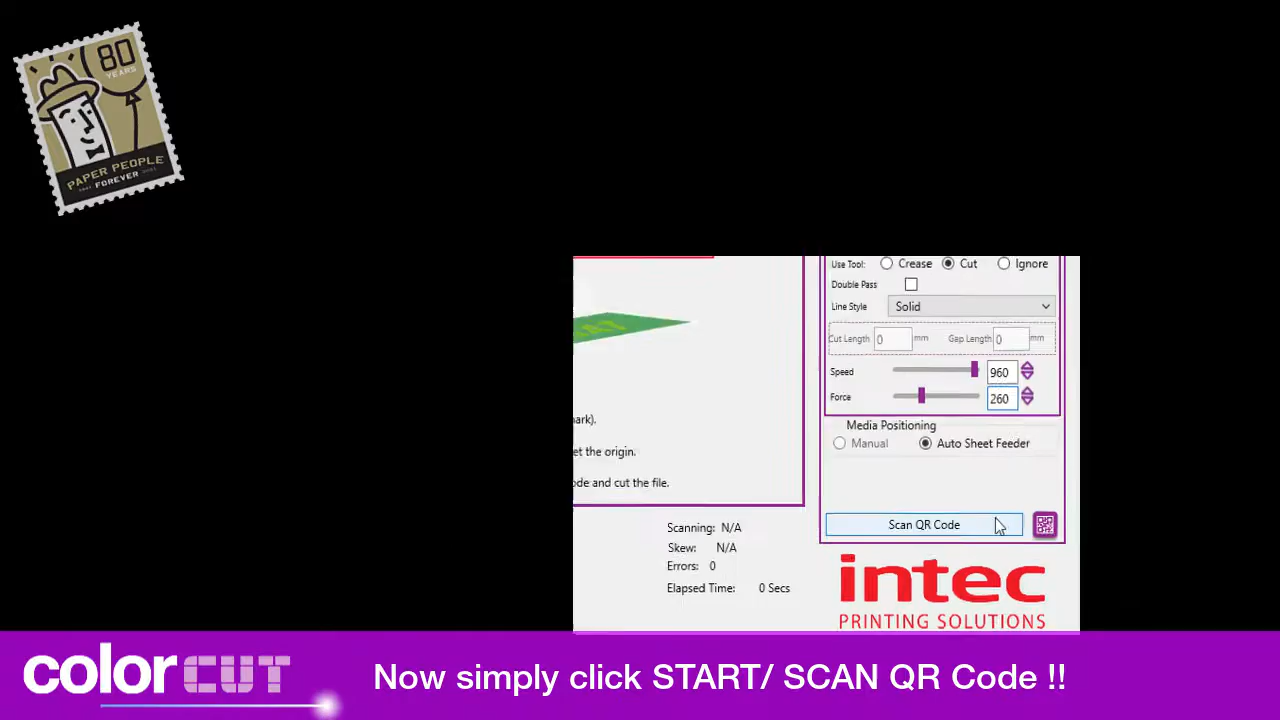 80
YEARS
PAPER PEOPLE
FOREVER
Use Tool: Crease Cut Ignore
Double Pass
Line Style Solid
Cut Length 0 mm Gap Length 0 mm
Speed 960
Force 260
ark).
Media Positioning
Manual Auto Sheet Feeder
et the origin.
ode and cut the file.
Scanning: N/A
Skew: N/A
Errors: 0
Elapsed Time: 0 Secs
Scan QR Code
intec
PRINTING SOLUTIONS
colorCUT
Now simply click START/ SCAN QR Code !!